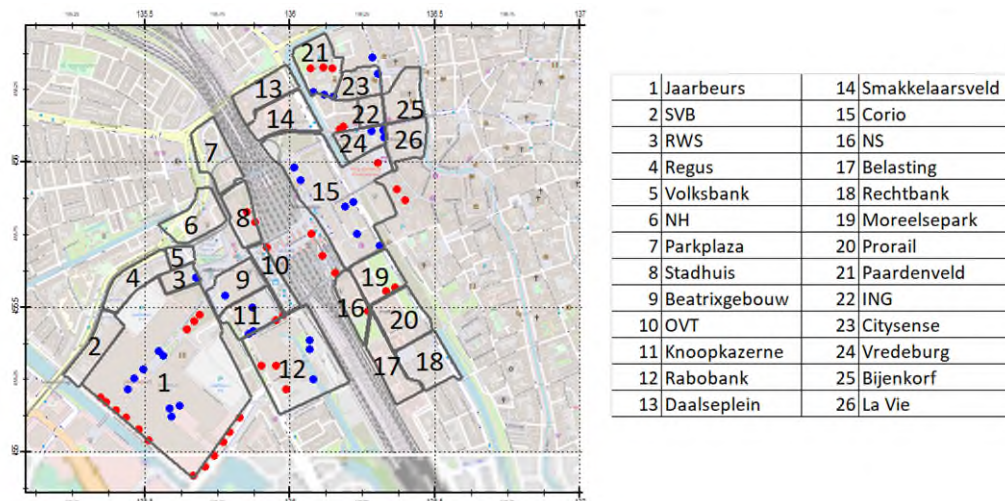 135.5
136
136.5
137
21
13
23
14
22
25
24
26
7
15
8
6
5
4
3
10
19
9
16
11
20
2
12
17
18
1
1 Jaarbeurs 14 Smakkelaarsveld
2 SVB 15 Corio
3 RWS 16 NS
4 Regus 17 Belasting
5 Volksbank 18 Rechtbank
6 NH 19 Moreelsepark
7 Parkplaza 20 Prorail
8 Stadhuis 21 Paardenveld
9 Beatrixgebouw 22 ING
10 OVT 23 Citysense
11 Knoopkazerne 24 Vredeburg
12 Rabobank 25 Bijenkorf
13 Daalseplein 26 La Vie